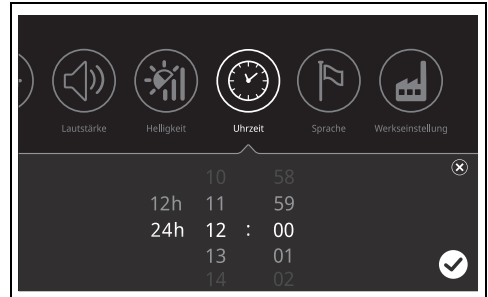 Lautstärke Helligkeit Uhrzeit Sprache Werkseinstellung
10 58
12h 11 59
24h 12 : 00
13 01
14 02